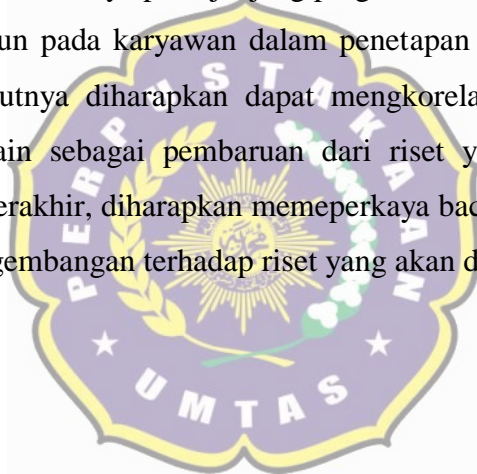 un pada karyawan dalam penetapan
utnya diharapkan dapat mengkorela
ain sebagai pembaruan dari riset y
erakhir, diharapkan memeperkaya bac
gembangan terhadap riset yang akan d
PERPUSTAKAAN
UMTAS